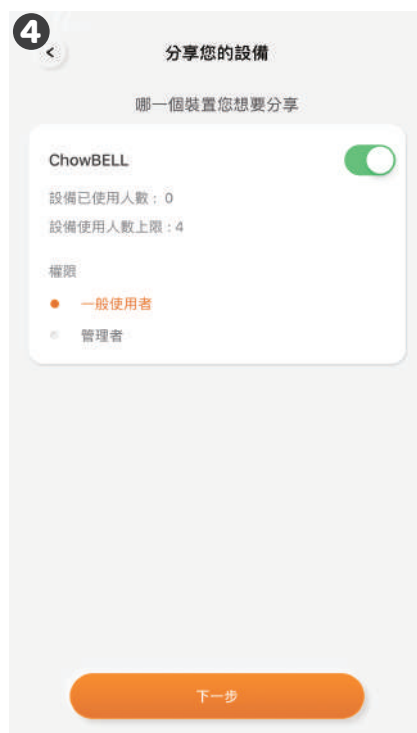 4
分享您的設備
哪一個裝置您想要分享
ChowBELL
設備已使用人數：0
設備使用人數上限：4
權限
一般使用者
管理者
下一步